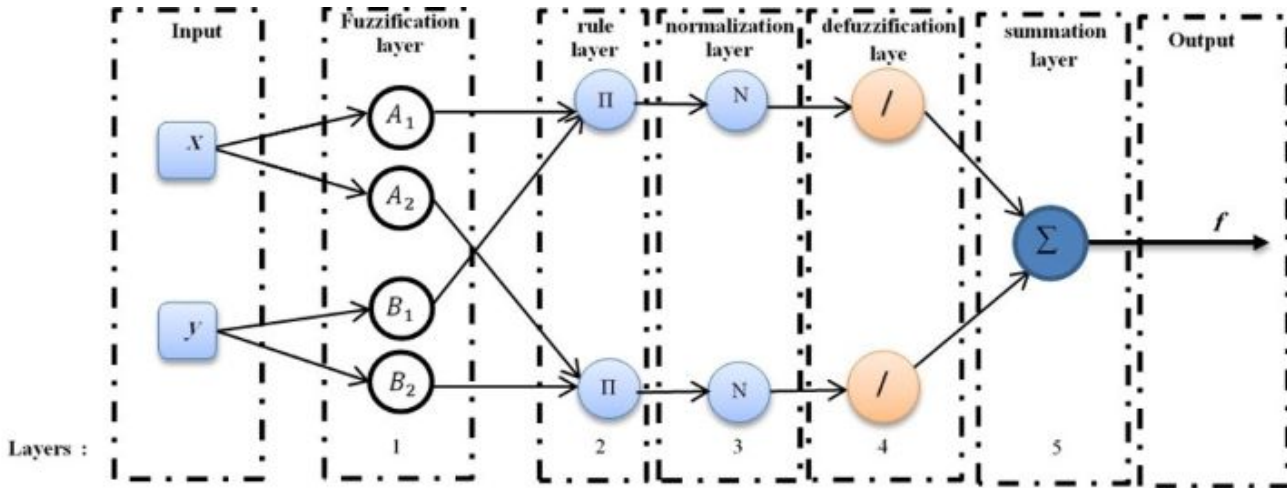 Input
Fuzzification
layer
rule
layer
normalization
layer
defuzzification
laye
summation
layer
Output
x
y
A₁
A₂
B₁
B₂
Π
Π
N
N
/
/
Σ
f
Layers :
1
2
3
4
5